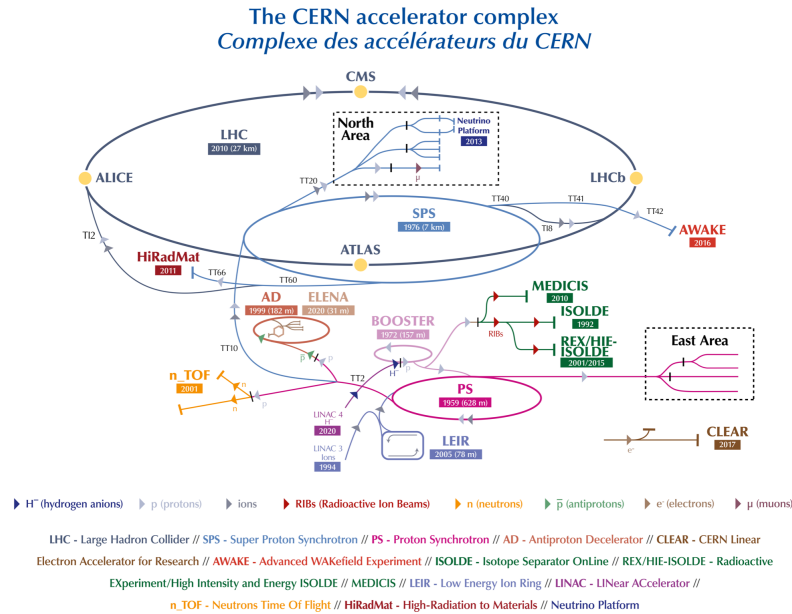 The CERN accelerator complex
Complexe des accélérateurs du CERN
CMS
North
Area
Neutrino
Platform
2013
LHC
2010 (27 km)
μ
TT20
ALICE
LHCb
TT40
TT41
TT42
SPS
1976 (7 km)
TI8
AWAKE
2016
TI2
ATLAS
HiRadMat
2011
TT66
TT60
AD
1999 (182 m)
ELENA
2020 (31 m)
MEDICIS
2010
ISOLDE
1992
RIBs
REX/HIE-
ISOLDE
2001/2015
BOOSTER
1972 (157 m)
p
p
East Area
TT10
p̅
p
H⁻
TT2
n_TOF
2001
n
n
p
PS
1959 (628 m)
LINAC 4
H⁻
2020
LINAC 3
Ions
1994
LEIR
2005 (78 m)
CLEAR
2017
e⁻
H⁻ (hydrogen anions) p (protons) ions RIBs (Radioactive Ion Beams) n (neutrons) p̅ (antiprotons) e⁻ (electrons) μ (muons)
LHC - Large Hadron Collider // SPS - Super Proton Synchrotron // PS - Proton Synchrotron // AD - Antiproton Decelerator // CLEAR - CERN Linear
Electron Accelerator for Research // AWAKE - Advanced WAKefield Experiment // ISOLDE - Isotope Separator OnLine // REX/HIE-ISOLDE - Radioactive
EXperiment/High Intensity and Energy ISOLDE // MEDICIS // LEIR - Low Energy Ion Ring // LINAC - LINear ACcelerator //
n_TOF - Neutrons Time Of Flight // HiRadMat - High-Radiation to Materials // Neutrino Platform